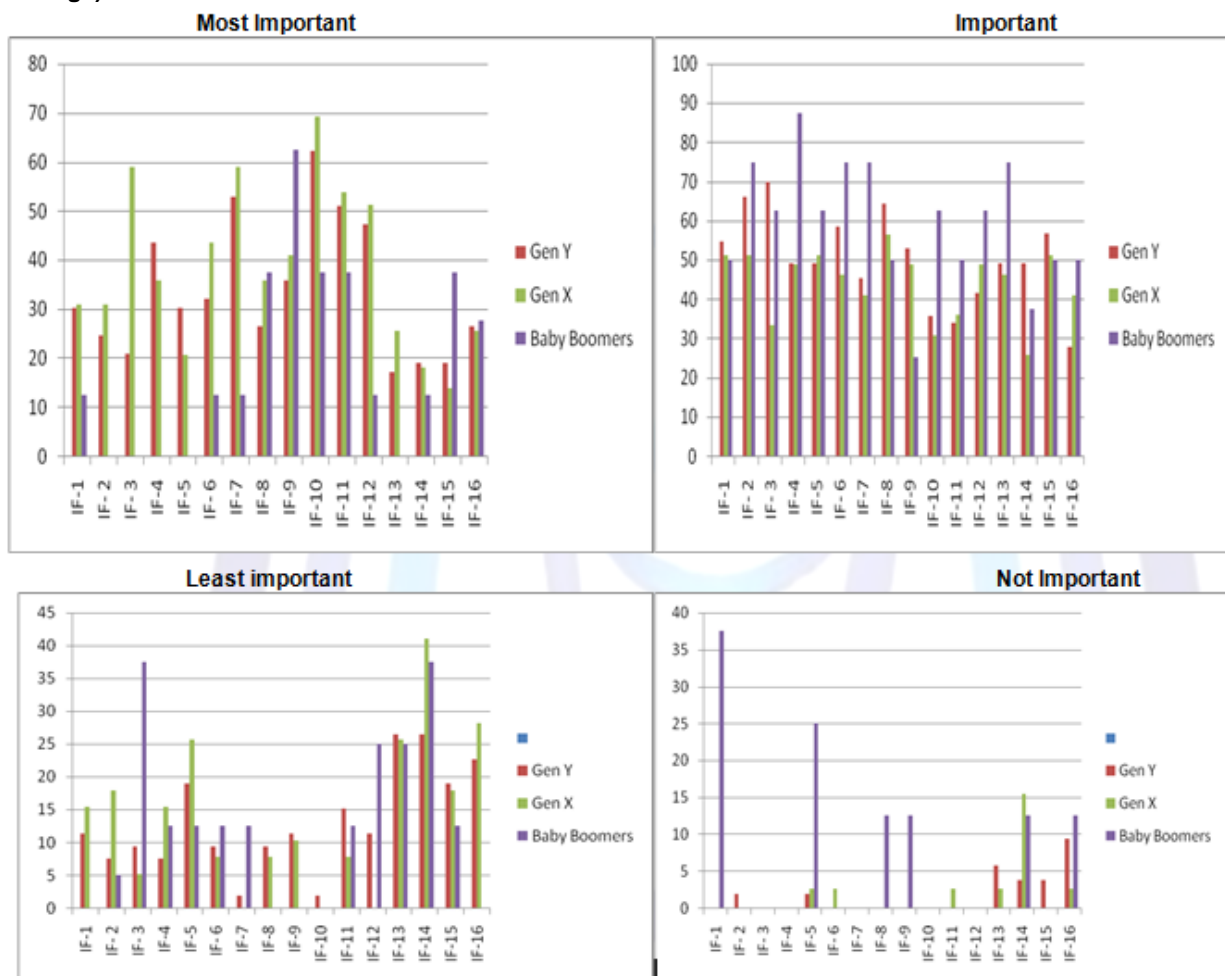 Most Important
80
70
60
50
40
30
20
10
0
IF-1
IF- 2
IF- 3
IF-4
IF-5
IF- 6
IF-7
IF-8
IF-9
IF-10
IF-11
IF-12
IF-13
IF-14
IF-15
IF-16
Gen Y
Gen X
Baby Boomers
Important
100
90
80
70
60
50
40
30
20
10
0
IF-1
IF- 2
IF-3
IF-4
IF-5
IF- 6
IF-7
IF-8
IF-9
IF-10
IF-11
IF-12
IF-13
IF-14
IF-15
IF-16
Gen Y
Gen X
Baby Boomers
Least important
45
40
35
30
25
20
15
10
5
0
IF-1
IF- 2
IF- 3
IF-4
IF-5
IF- 6
IF-7
IF-8
IF-9
IF-10
IF-11
IF-12
IF-13
IF-14
IF-15
IF-16
Gen Y
Gen X
Baby Boomers
Not Important
40
35
30
25
20
15
10
5
0
IF-1
IF- 2
IF- 3
IF-4
IF-5
IF- 6
IF-7
IF-8
IF-9
IF-10
IF-11
IF-12
IF-13
IF-14
IF-15
IF-16
Gen Y
Gen X
Baby Boomers